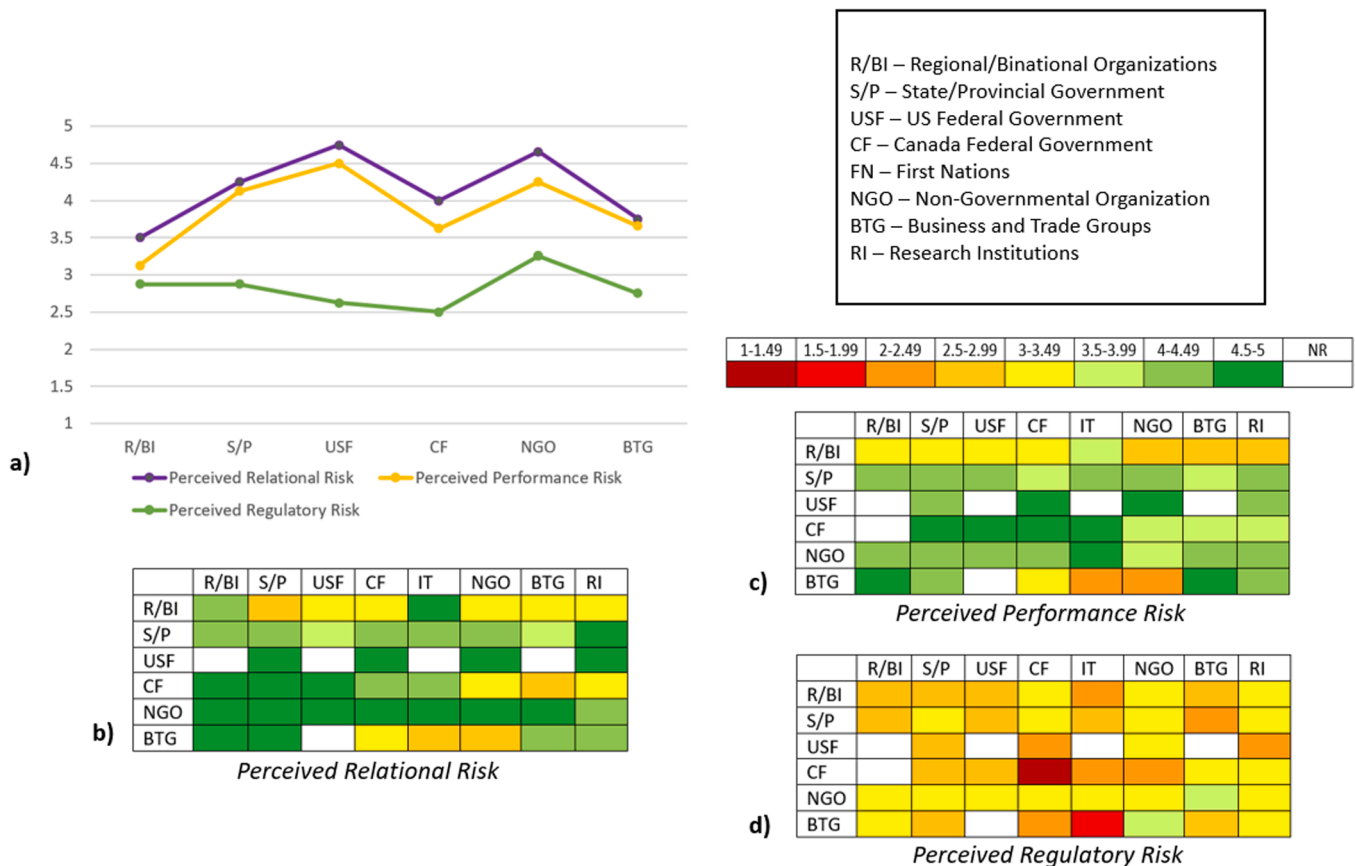 R/BI – Regional/Binational Organizations
S/P – State/Provincial Government
USF – US Federal Government
CF – Canada Federal Government
FN – First Nations
NGO – Non-Governmental Organization
BTG – Business and Trade Groups
RI – Research Institutions
5
4.5
4
3.5
3
2.5
2
1.5
1
R/BI S/P USF CF NGO BTG
a)
Perceived Relational Risk Perceived Performance Risk
Perceived Regulatory Risk
1-1.49 1.5-1.99 2-2.49 2.5-2.99 3-3.49 3.5-3.99 4-4.49 4.5-5 NR
R/BI S/P USF CF IT NGO BTG RI
R/BI
S/P
USF
CF
NGO
BTG
c)
Perceived Performance Risk
R/BI S/P USF CF IT NGO BTG RI
R/BI
S/P
USF
CF
NGO
BTG
b)
Perceived Relational Risk
R/BI S/P USF CF IT NGO BTG RI
R/BI
S/P
USF
CF
NGO
BTG
d)
Perceived Regulatory Risk